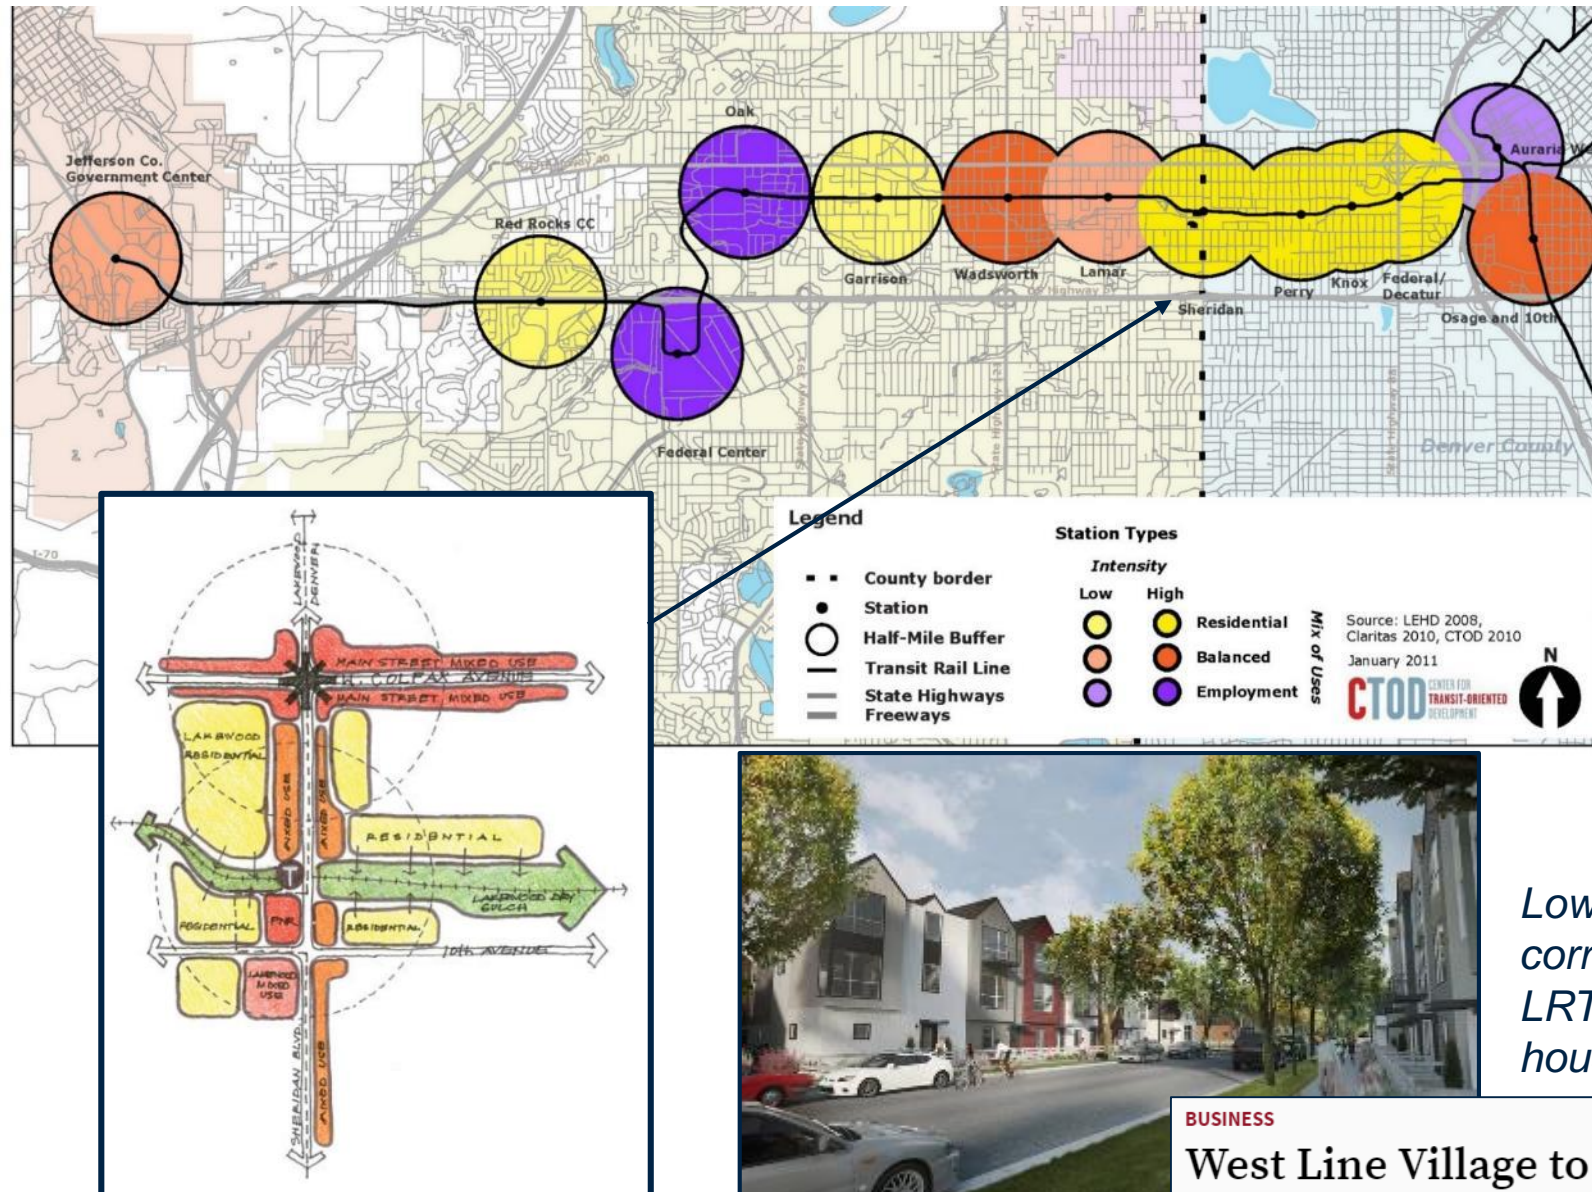 Oak
Jefferson Co.
Government Center
Auraria We
Red Rocks CC
Garrison
Wadsworth
Lamar
Perry
Knox
Federal/
Decatur
Sheridan
Osage and 10th
Federal Center
Denver County
I-70
Legend
County border
Station
Half-Mile Buffer
Transit Rail Line
State Highways
Freeways
Station Types
Intensity
Low
High
Residential
Balanced
Employment
Mix of Uses
Source: LEHD 2008,
Claritas 2010, CTOD 2010
January 2011
CTOD CENTER FOR
TRANSIT-ORIENTED
DEVELOPMENT
N
LAKEWOOD
DENVER
MAIN STREET MIXED USE
W. COLFAX AVENUE
MAIN STREET MIXED USE
LAKEWOOD
RESIDENTIAL
MIXED USE
MIXED USE
RESIDENTIAL
T
LAKEWOOD DRY
GULCH
RESIDENTIAL
PNR
RESIDENTIAL
10th AVENUE
LAKEWOOD
MIXED
USE
SHERIDAN BLVD.
MIXED USE
Low
corr
LRT
hou
BUSINESS
West Line Village to